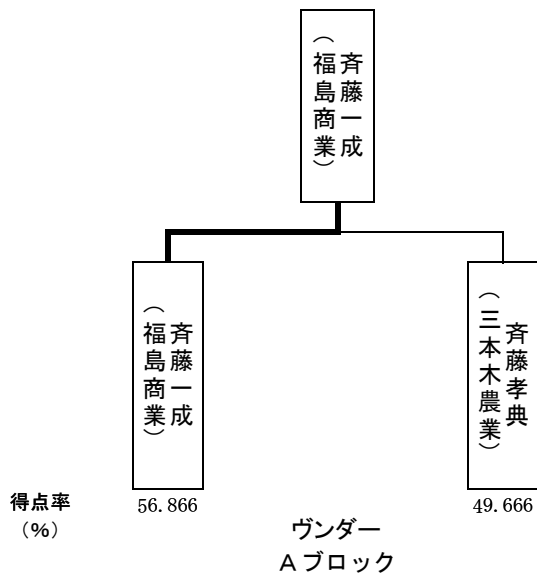 斉藤一成
（福島商業）
斉藤一成
（福島商業）
斉藤孝典
（三本木農業）
得点率
（%）
56.866
49.666
ヴンダー
Aブロック